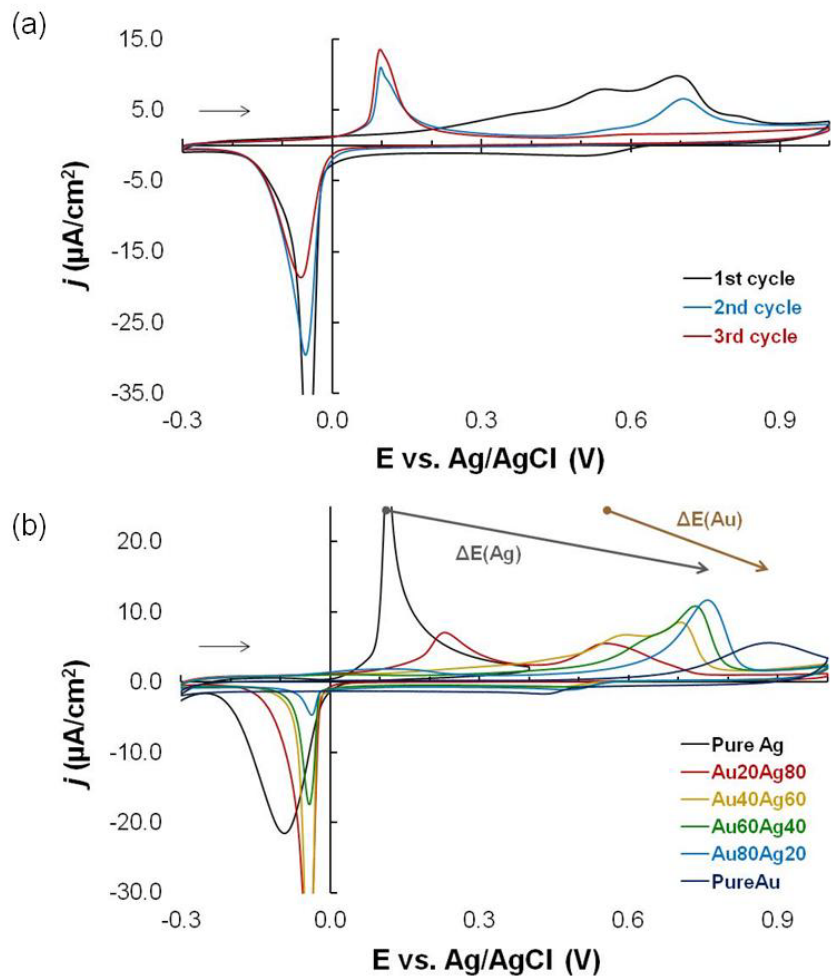 (a)
15.0
5.0
-5.0
-15.0
-25.0
-35.0
j (µA/cm²)
1st cycle
2nd cycle
3rd cycle
-0.3 0.0 0.3 0.6 0.9
E vs. Ag/AgCl (V)
(b)
20.0
10.0
0.0
-10.0
-20.0
-30.0
j (µA/cm²)
ΔE(Ag)
ΔE(Au)
Pure Ag
Au20Ag80
Au40Ag60
Au60Ag40
Au80Ag20
PureAu
-0.3 0.0 0.3 0.6 0.9
E vs. Ag/AgCl (V)